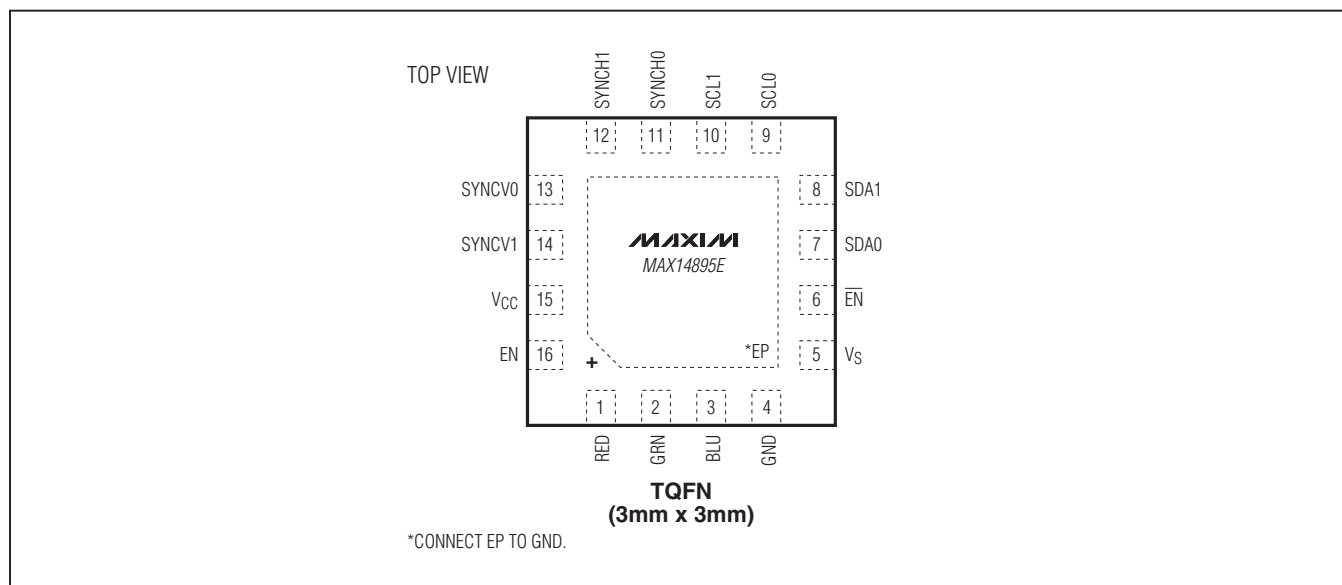 TOP VIEW
SYNCH1
SYNCH0
SCL1
SCL0
12 11 10 9
SYNCV0 13
8 SDA1
SYNCV1 14
7 SDA0
MAXIM
MAX14895E
VCC 15
6 EN
EN 16
5 VS
*EP
+
1 2 3 4
RED
GRN
BLU
GND
TQFN
(3mm x 3mm)
*CONNECT EP TO GND.